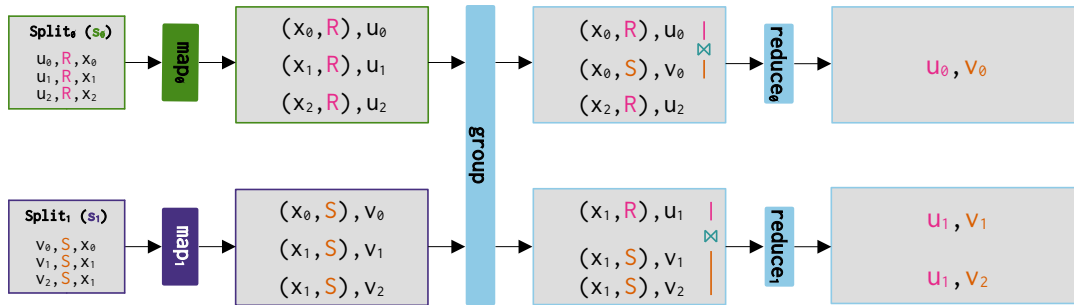 Split₀ (s₀)
u₀,R,x₀
u₁,R,x₁
u₂,R,x₂
map₀
(x₀,R),u₀
(x₁,R),u₁
(x₂,R),u₂
group
(x₀,R),u₀
⋈
(x₀,S),v₀
(x₂,R),u₂
reduce₀
u₀,v₀
Split₁ (s₁)
v₀,S,x₀
v₁,S,x₁
v₂,S,x₁
map₁
(x₀,S),v₀
(x₁,S),v₁
(x₁,S),v₂
(x₁,R),u₁
⋈
(x₁,S),v₁
(x₁,S),v₂
reduce₁
u₁,v₁
u₁,v₂